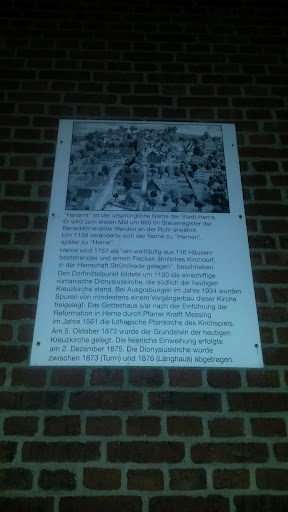 "Haranni" ist der ursprüngliche Name der Stadt Herne.
Er wird zum ersten Mal um 880 im Steuerregister der
Benediktinerabtei Werden an der Ruhr erwähnt.
Um 1150 veränderte sich der Name zu "Hernen",
später zu "Herne".
Herne wird 1757 als "ein weitläufig aus 116 Häusern
bestehendes und einem Flecken ähnliches Kirchdorf,
in der Herrschaft Strünckede gelegen", beschrieben.
Den Dorfmittelpunkt bildete um 1100 die einschiffige
romanische Dionysiuskirche, die südlich der heutigen
Kreuzkirche stand. Bei Ausgrabungen im Jahre 1934 wurden
Spuren von mindestens einem Vorgängerbau dieser Kirche
freigelegt. Das Gotteshaus war nach der Einführung der
Reformation in Herne durch Pfarrer Krafft Messing
im Jahre 1561 die lutherische Pfarrkirche des Kirchspiels.
Am 5. Oktober 1873 wurde der Grundstein der heutigen
Kreuzkirche gelegt. Die feierliche Einweihung erfolgte
am 2. Dezember 1875. Die Dionysiuskirche wurde
zwischen 1873 (Turm) und 1876 (Langhaus) abgetragen.